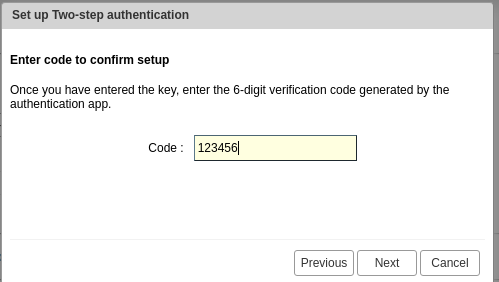 Set up Two-step authentication
Enter code to confirm setup
Once you have entered the key, enter the 6-digit verification code generated by the
authentication app.
Code : 123456
Previous Next Cancel